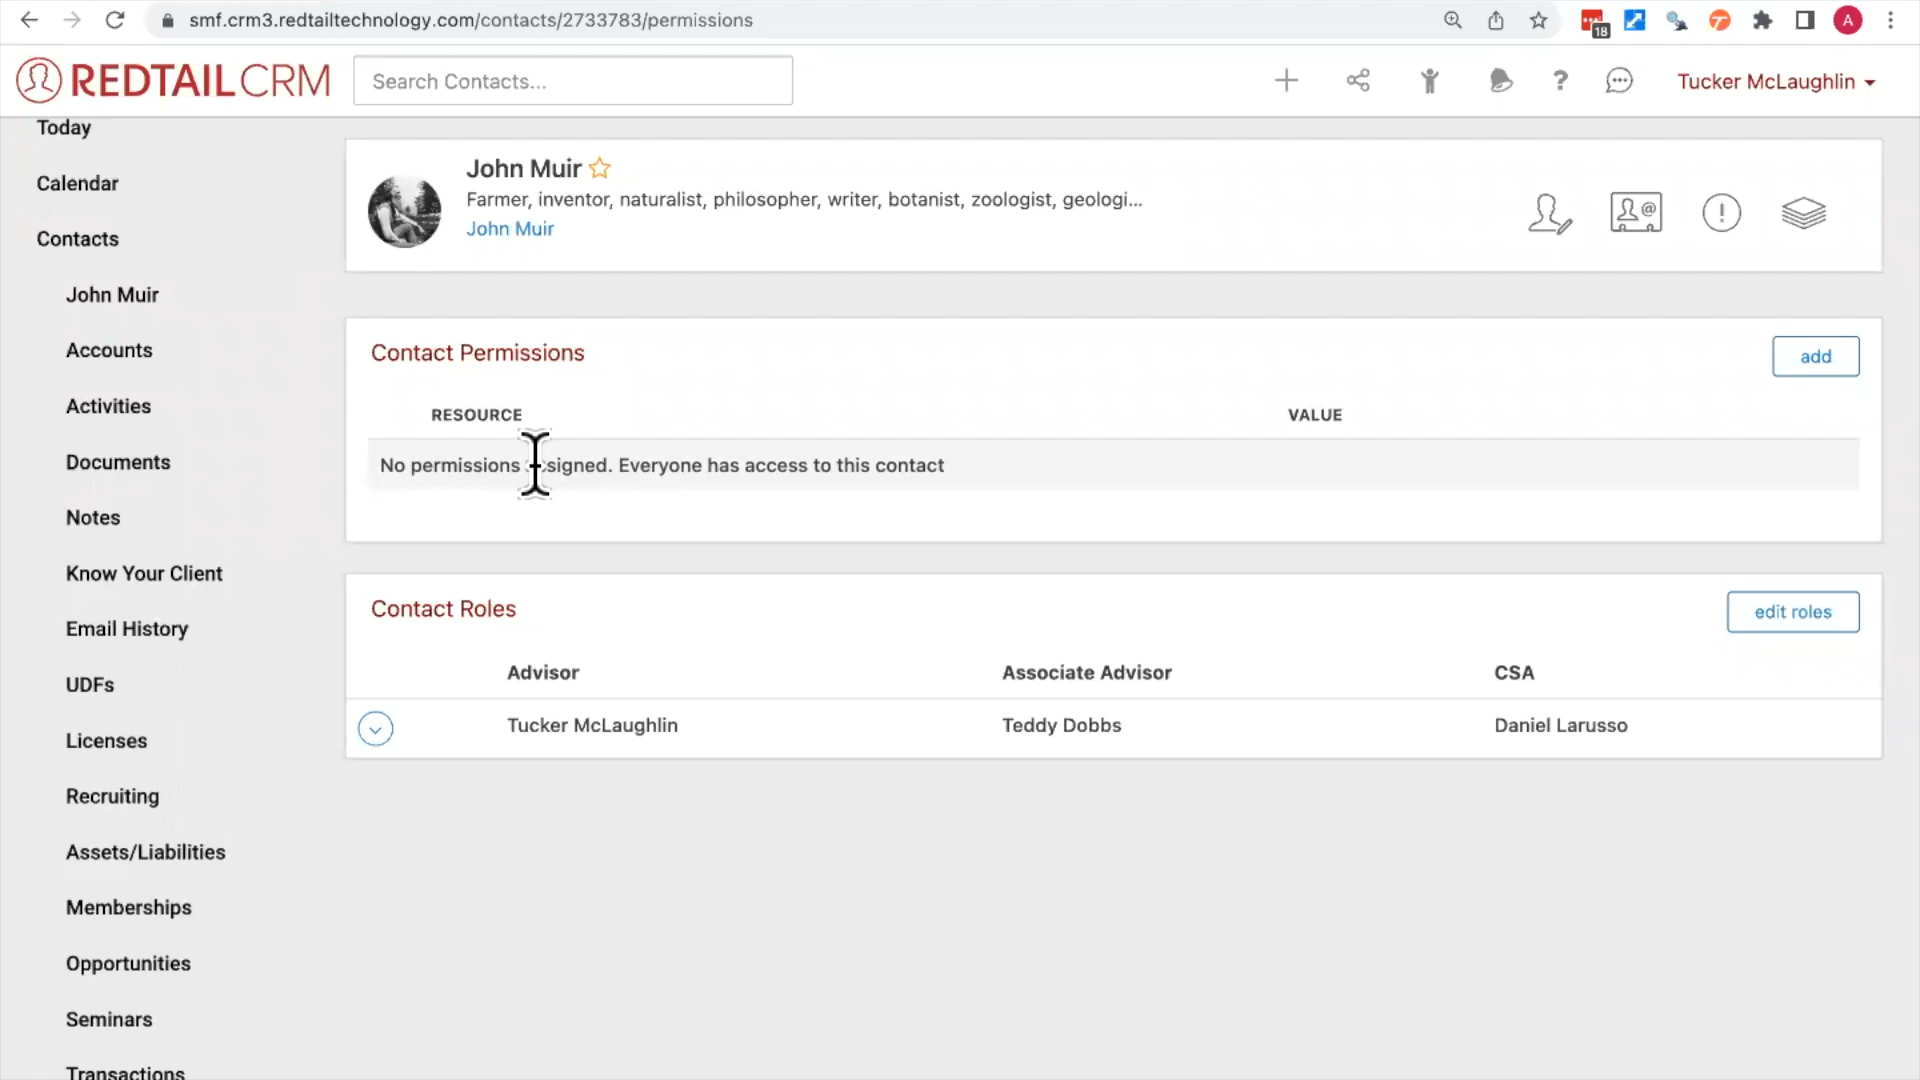 smf.crm3.redtailtechnology.com/contacts/2733783/permissions
18
A
REDTAILCRM
Search Contacts...
?
Tucker McLaughlin
Today
Calendar
Contacts
John Muir
Accounts
Activities
Documents
Notes
Know Your Client
Email History
UDFs
Licenses
Recruiting
Assets/Liabilities
Memberships
Opportunities
Seminars
Transactions
John Muir
Farmer, inventor, naturalist, philosopher, writer, botanist, zoologist, geologi...
John Muir
Contact Permissions
add
RESOURCE VALUE
No permissions signed. Everyone has access to this contact
Contact Roles
edit roles
Advisor Associate Advisor CSA
Tucker McLaughlin Teddy Dobbs Daniel Larusso